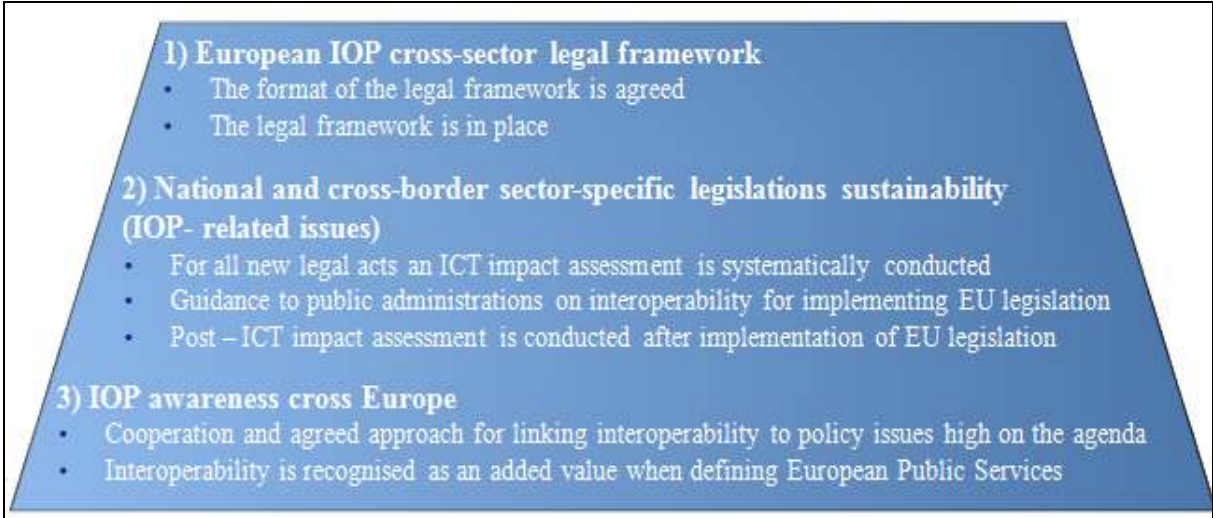 1) European IOP cross-sector legal framework
• The format of the legal framework is agreed
• The legal framework is in place
2) National and cross-border sector-specific legislations sustainability
(IOP- related issues)
• For all new legal acts an ICT impact assessment is systematically conducted
• Guidance to public administrations on interoperability for implementing EU legislation
• Post – ICT impact assessment is conducted after implementation of EU legislation
3) IOP awareness cross Europe
• Cooperation and agreed approach for linking interoperability to policy issues high on the agenda
• Interoperability is recognised as an added value when defining European Public Services